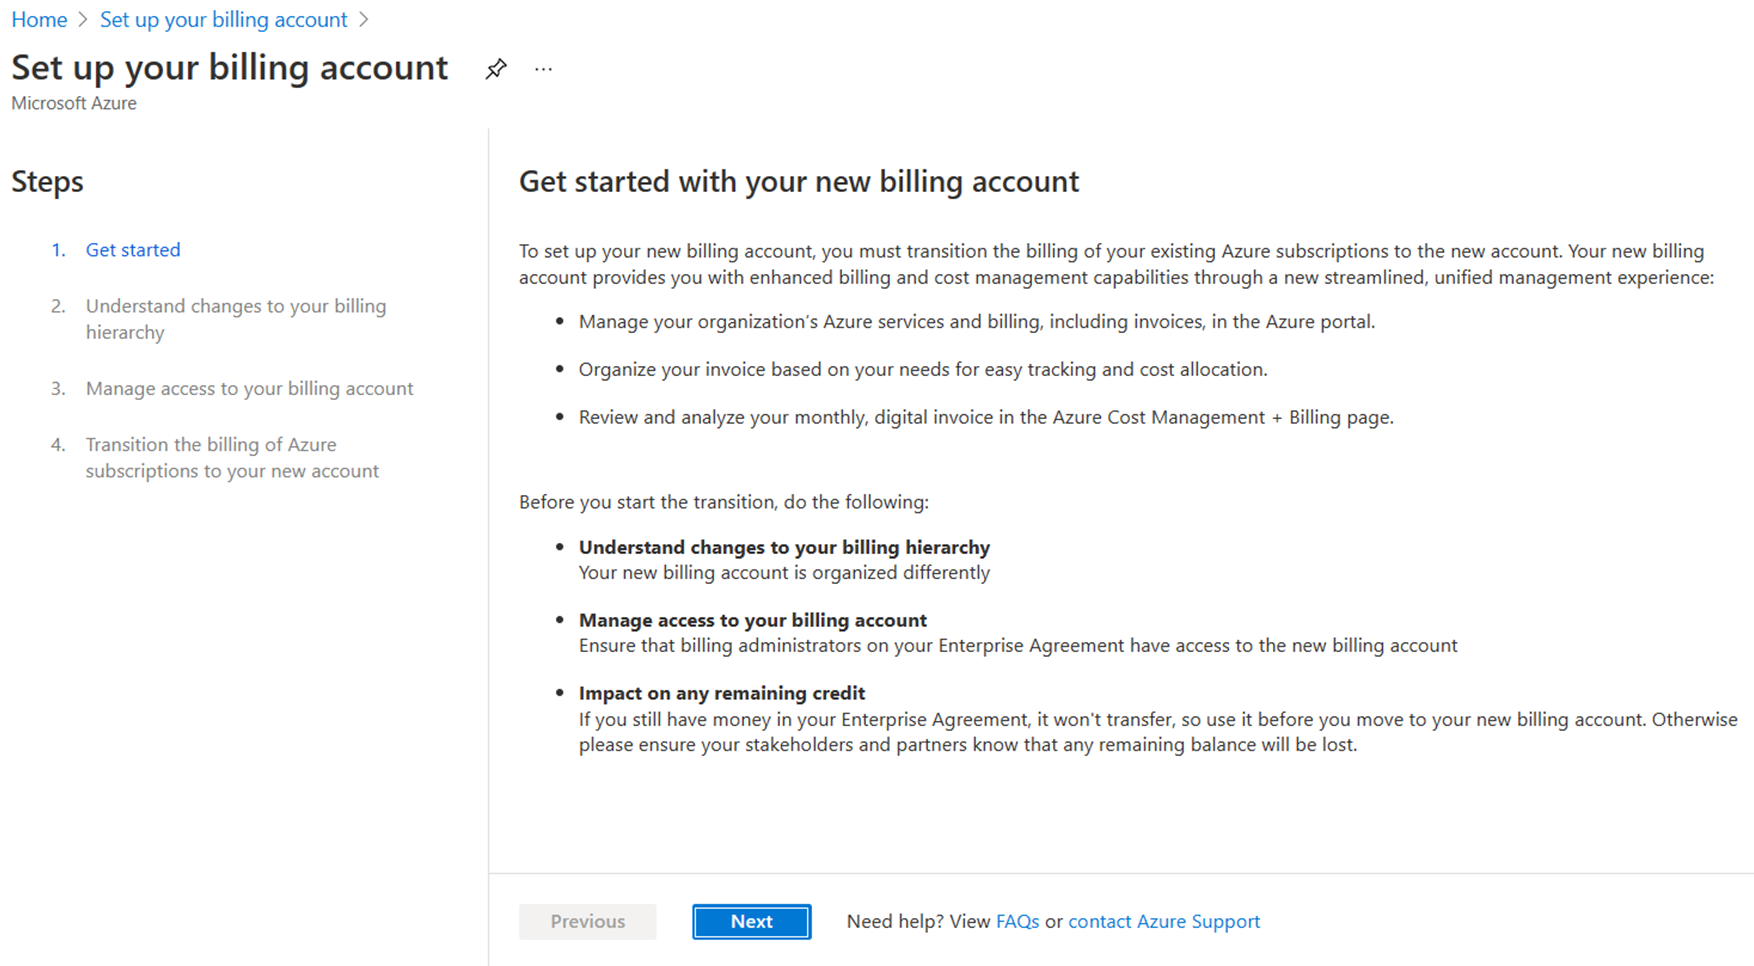 Home > Set up your billing account >
Set up your billing account ...
Microsoft Azure
Steps
1. Get started
2. Understand changes to your billing
hierarchy
3. Manage access to your billing account
4. Transition the billing of Azure
subscriptions to your new account
Get started with your new billing account
To set up your new billing account, you must transition the billing of your existing Azure subscriptions to the new account. Your new billing
account provides you with enhanced billing and cost management capabilities through a new streamlined, unified management experience:
• Manage your organization's Azure services and billing, including invoices, in the Azure portal.
• Organize your invoice based on your needs for easy tracking and cost allocation.
• Review and analyze your monthly, digital invoice in the Azure Cost Management + Billing page.
Before you start the transition, do the following:
• Understand changes to your billing hierarchy
Your new billing account is organized differently
• Manage access to your billing account
Ensure that billing administrators on your Enterprise Agreement have access to the new billing account
• Impact on any remaining credit
If you still have money in your Enterprise Agreement, it won't transfer, so use it before you move to your new billing account. Otherwise
please ensure your stakeholders and partners know that any remaining balance will be lost.
Previous Next Need help? View FAQs or contact Azure Support